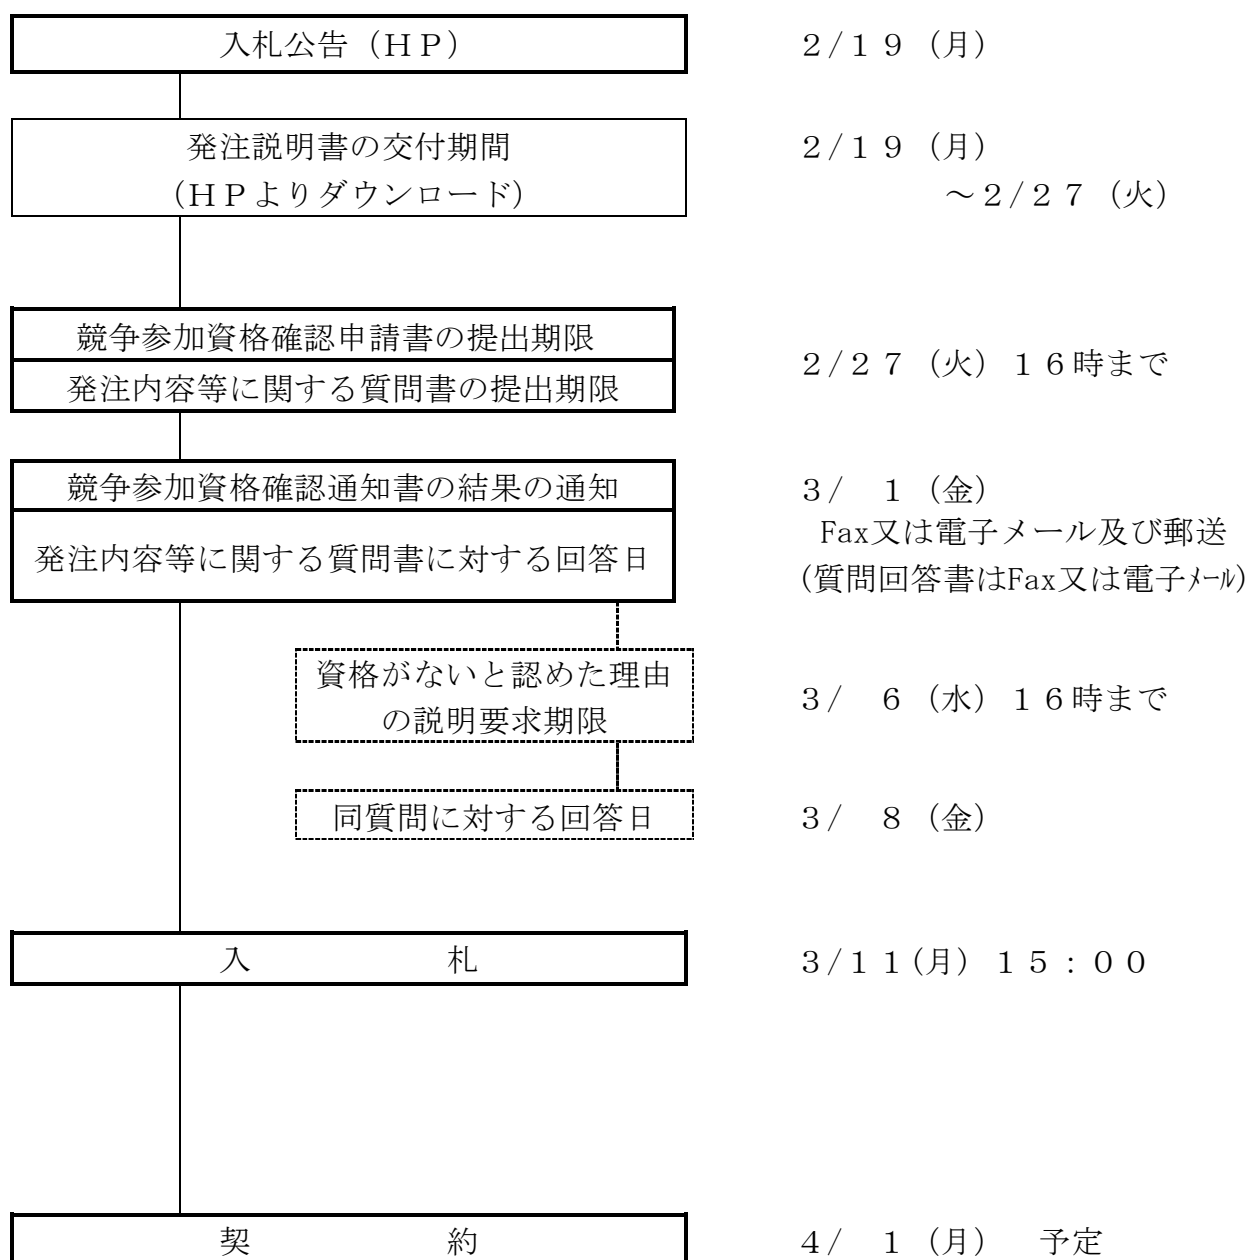 入札公告（ＨＰ）
２/１９（月）
発注説明書の交付期間
（ＨＰよりダウンロード）
２/１９（月）
～２/２７（火）
競争参加資格確認申請書の提出期限
発注内容等に関する質問書の提出期限
２/２７（火）１６時まで
競争参加資格確認通知書の結果の通知
発注内容等に関する質問書に対する回答日
３/　１（金）
Fax又は電子メール及び郵送
(質問回答書はFax又は電子ﾒｰﾙ)
資格がないと認めた理由
の説明要求期限
３/　６（水）１６時まで
同質問に対する回答日
３/　８（金）
入　　　　　札
３/１１(月) １５:００
契　　　　　約
４/　１（月）　予定